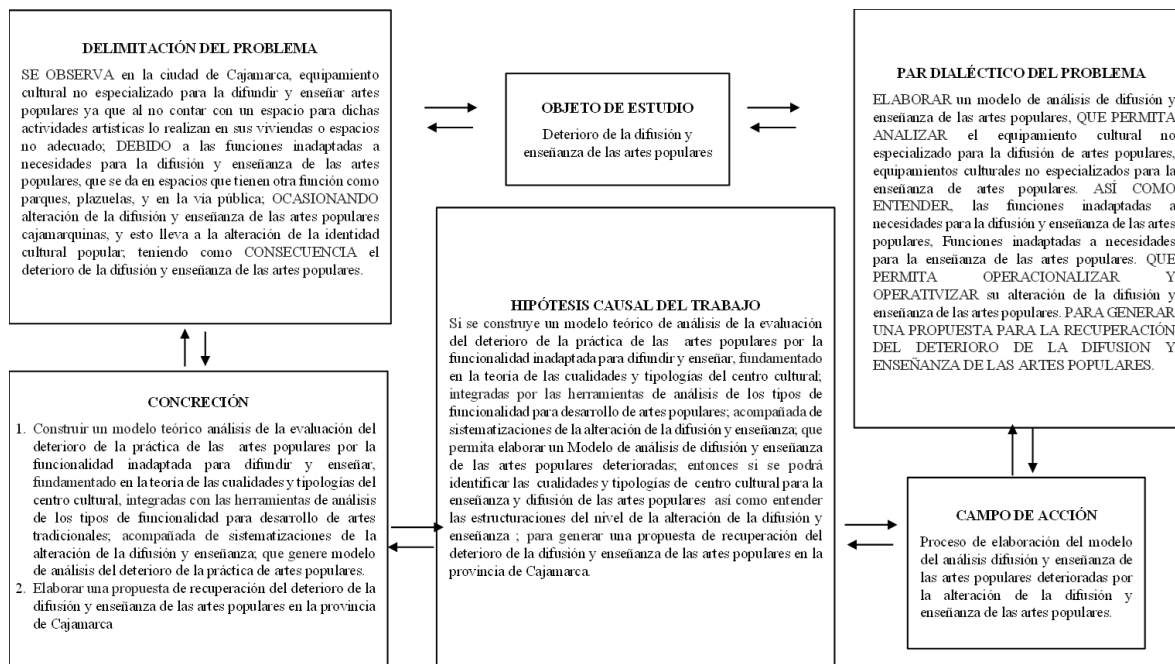 DELIMITACIÓN DEL PROBLEMA
SE OBSERVA en la ciudad de Cajamarca, equipamiento
cultural no especializado para la difundir y enseñar artes
populares ya que al no contar con un espacio para dichas
actividades artísticas lo realizan en sus viviendas o espacios
no adecuado; DEBIDO a las funciones inadaptadas a
necesidades para la difusión y enseñanza de las artes
populares, que se da en espacios que tienen otra función como
parques, plazuelas, y en la vía pública; OCASIONANDO
alteración de la difusión y enseñanza de las artes populares
cajamarquinas, y esto lleva a la alteración de la identidad
cultural popular; teniendo como CONSECUENCIA el
deterioro de la difusión y enseñanza de las artes populares.
OBJETO DE ESTUDIO
Deterioro de la difusión y
enseñanza de las artes populares
PAR DIALÉCTICO DEL PROBLEMA
ELABORAR un modelo de análisis de difusión y
enseñanza de las artes populares, QUE PERMITA
ANALIZAR el equipamiento cultural no
especializado para la difusión de artes populares,
equipamientos culturales no especializados para la
enseñanza de artes populares. ASÍ COMO
ENTENDER, las funciones inadaptadas a
necesidades para la difusión y enseñanza de las artes
populares, Funciones inadaptadas a necesidades
para la enseñanza de las artes populares. QUE
PERMITA OPERACIONALIZAR Y
OPERATIVIZAR su alteración de la difusión y
enseñanza de las artes populares. PARA GENERAR
UNA PROPUESTA PARA LA RECUPERACIÓN
DEL DETERIORO DE LA DIFUSION Y
ENSEÑANZA DE LAS ARTES POPULARES.
CONCRECIÓN
1. Construir un modelo teórico análisis de la evaluación del
deterioro de la práctica de las artes populares por la
funcionalidad inadaptada para difundir y enseñar,
fundamentado en la teoría de las cualidades y tipologías del
centro cultural, integradas con las herramientas de análisis
de los tipos de funcionalidad para desarrollo de artes
tradicionales; acompañada de sistematizaciones de la
alteración de la difusión y enseñanza; que genere modelo
de análisis del deterioro de la práctica de artes populares.
2. Elaborar una propuesta de recuperación del deterioro de la
difusión y enseñanza de las artes populares en la provincia
de Cajamarca
HIPÓTESIS CAUSAL DEL TRABAJO
Si se construye un modelo teórico de análisis de la evaluación del
deterioro de la práctica de las artes populares por la
funcionalidad inadaptada para difundir y enseñar, fundamentado
en la teoría de las cualidades y tipologías del centro cultural;
integradas por las herramientas de análisis de los tipos de
funcionalidad para desarrollo de artes populares; acompañada de
sistematizaciones de la alteración de la difusión y enseñanza; que
permita elaborar un Modelo de análisis de difusión y enseñanza
de las artes populares deterioradas; entonces si se podrá
identificar las cualidades y tipologías de centro cultural para la
enseñanza y difusión de las artes populares así como entender
las estructuraciones del nivel de la alteración de la difusión y
enseñanza ; para generar una propuesta de recuperación del
deterioro de la difusión y enseñanza de las artes populares en la
provincia de Cajamarca.
CAMPO DE ACCIÓN
Proceso de elaboración del modelo
del análisis difusión y enseñanza de
las artes populares deterioradas por
la alteración de la difusión y
enseñanza de las artes populares.